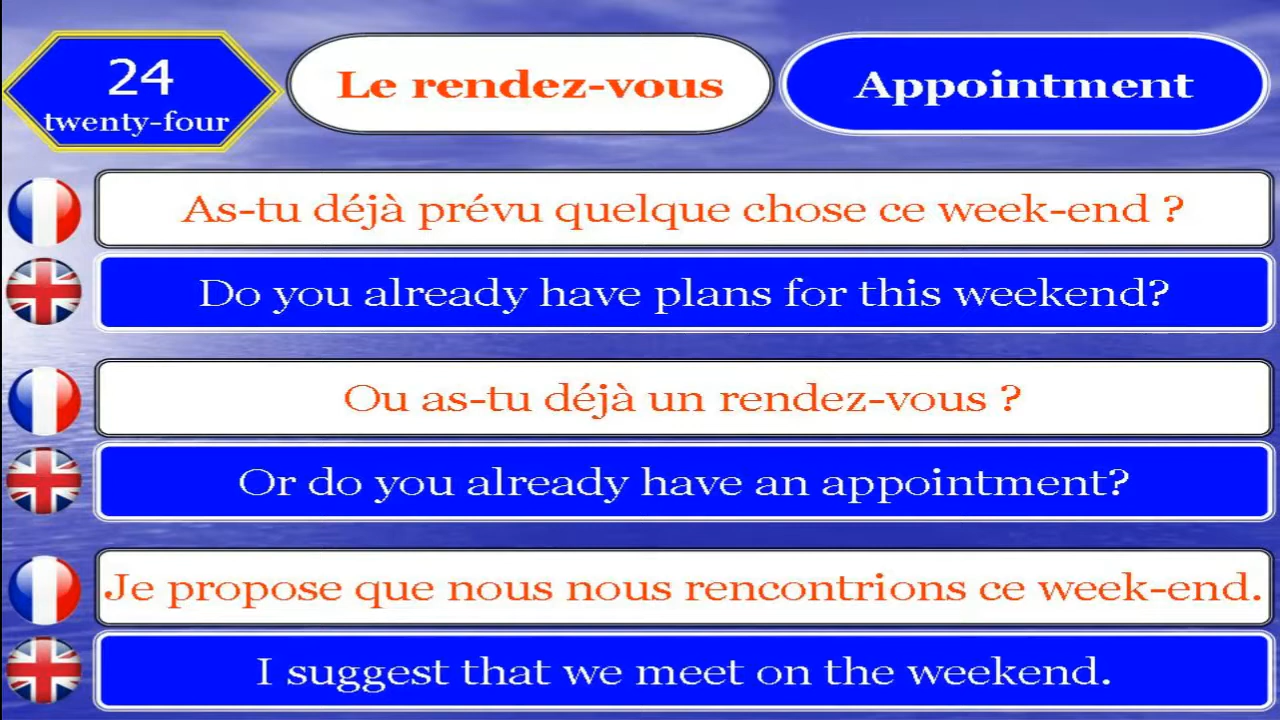 24
twenty-four
Le rendez-vous
Appointment
As-tu déjà prévu quelque chose ce week-end ?
Do you already have plans for this weekend?
Ou as-tu déjà un rendez-vous ?
Or do you already have an appointment?
Je propose que nous nous rencontrions ce week-end.
I suggest that we meet on the weekend.